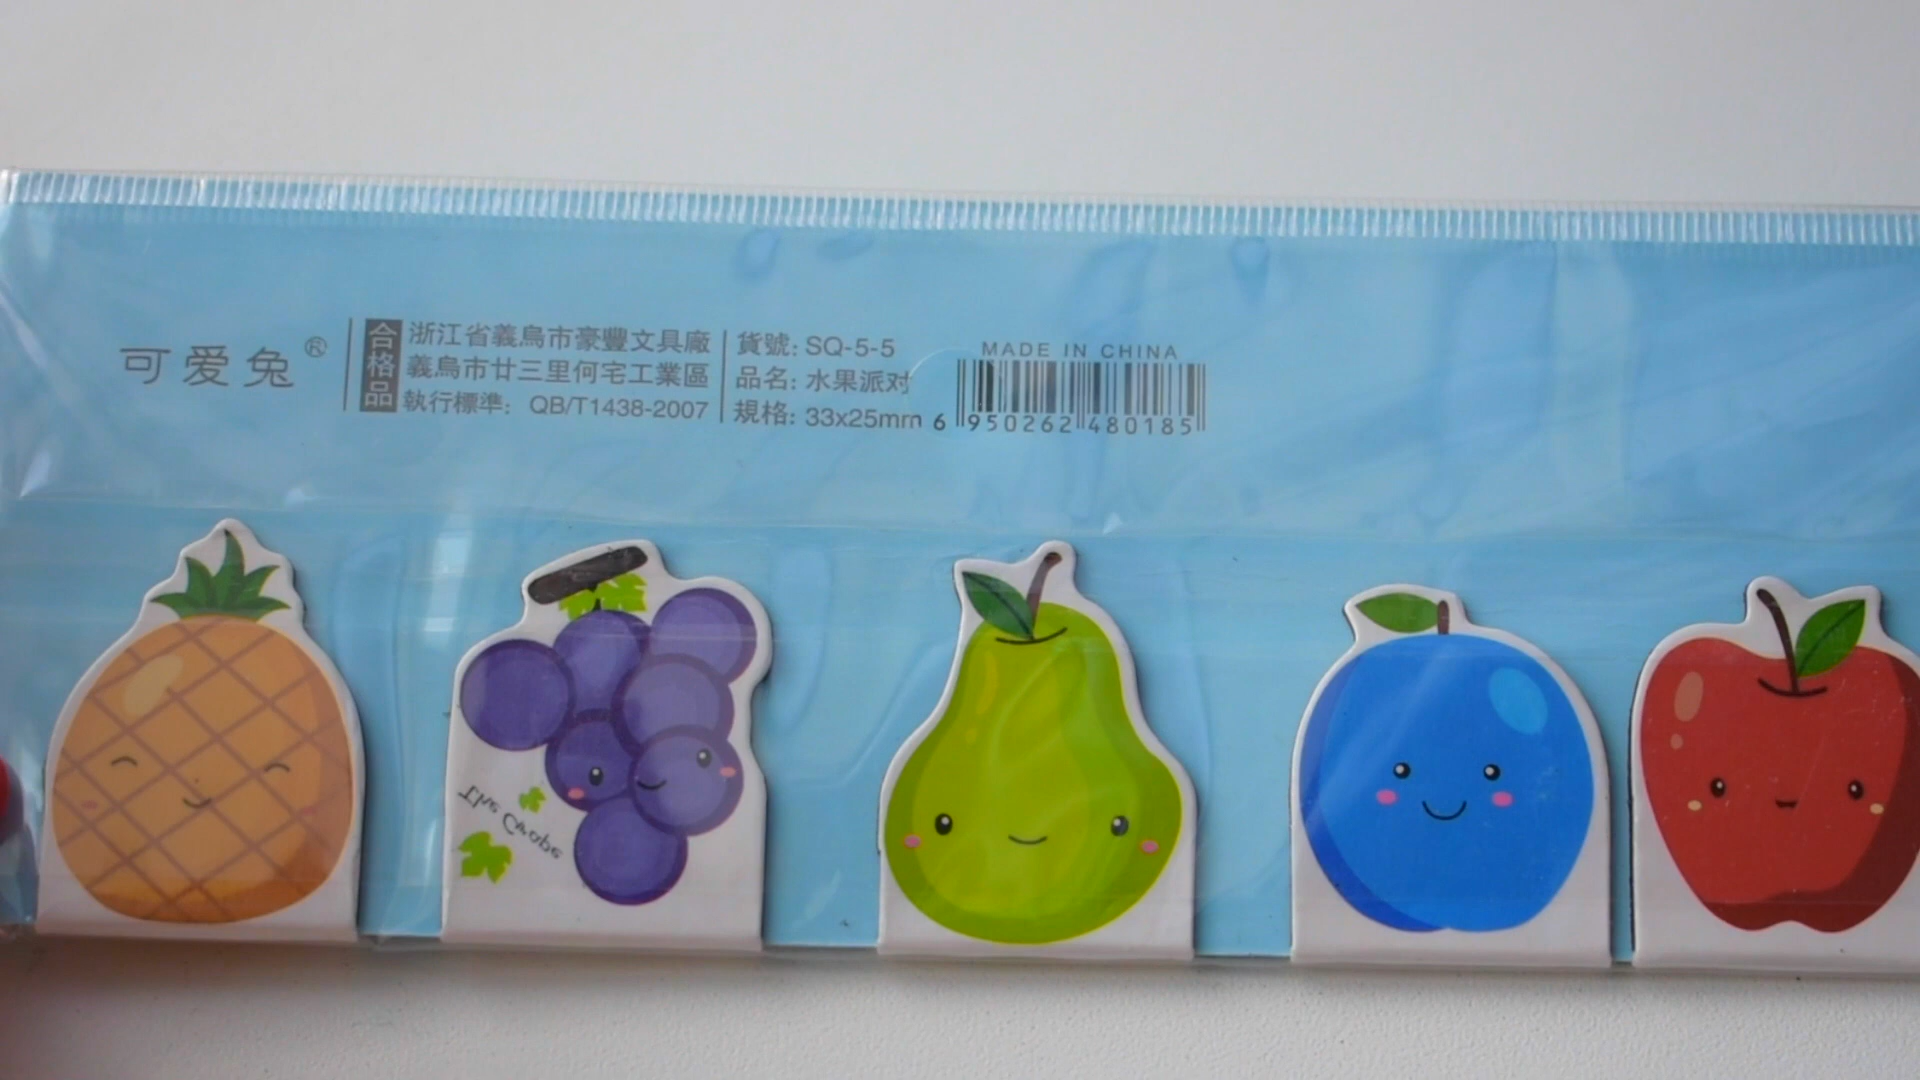 可爱兔®
合格品
浙江省義烏市豪豐文具廠
義烏市廿三里何宅工業區
執行標準: QB/T1438-2007
貨號: SQ-5-5
品名: 水果派对
規格: 33x25mm
MADE IN CHINA
6 950262 480185
The